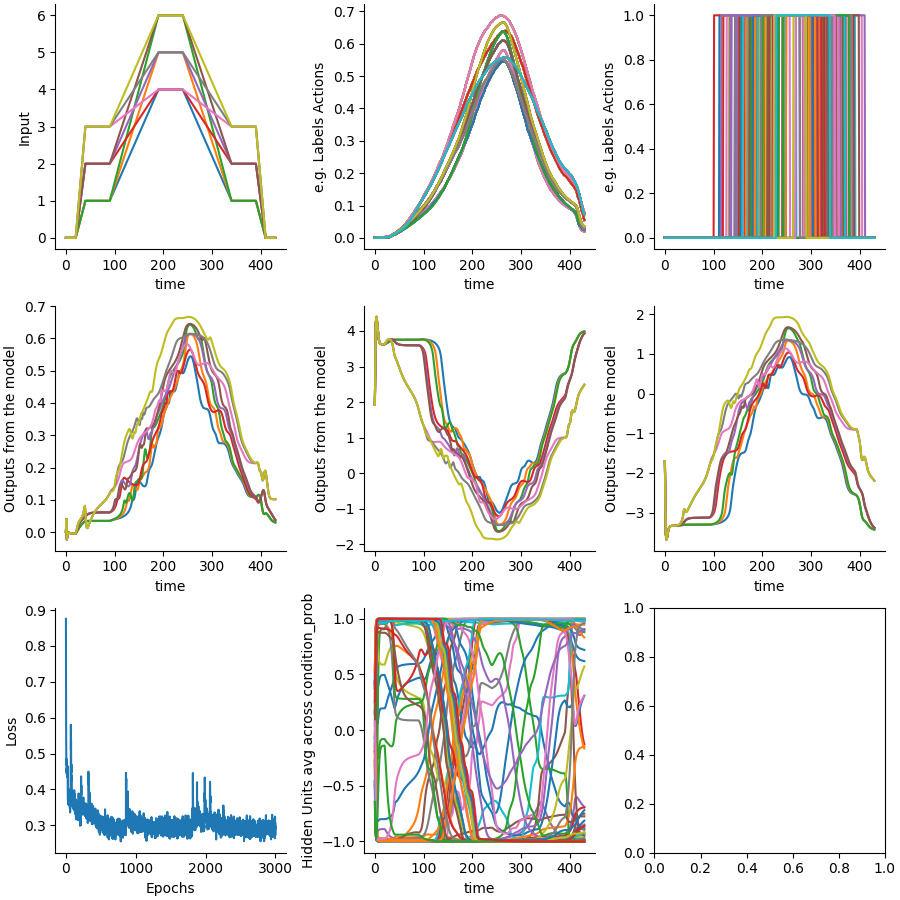 Input
6
5
4
3
2
1
0
0 100 200 300 400
time
e.g. Labels Actions
0.7
0.6
0.5
0.4
0.3
0.2
0.1
0.0
0 100 200 300 400
time
e.g. Labels Actions
1.0
0.8
0.6
0.4
0.2
0.0
0 100 200 300 400
time
Outputs from the model
0.7
0.6
0.5
0.4
0.3
0.2
0.1
0.0
0 100 200 300 400
time
Outputs from the model
4
3
2
1
0
−1
−2
0 100 200 300 400
time
Outputs from the model
2
1
0
−1
−2
−3
0 100 200 300 400
time
Loss
0.9
0.8
0.7
0.6
0.5
0.4
0.3
0 1000 2000 3000
Epochs
Hidden Units avg across condition_prob
1.0
0.5
0.0
−0.5
−1.0
0 100 200 300 400
time
1.0
0.8
0.6
0.4
0.2
0.0
0.0 0.2 0.4 0.6 0.8 1.0